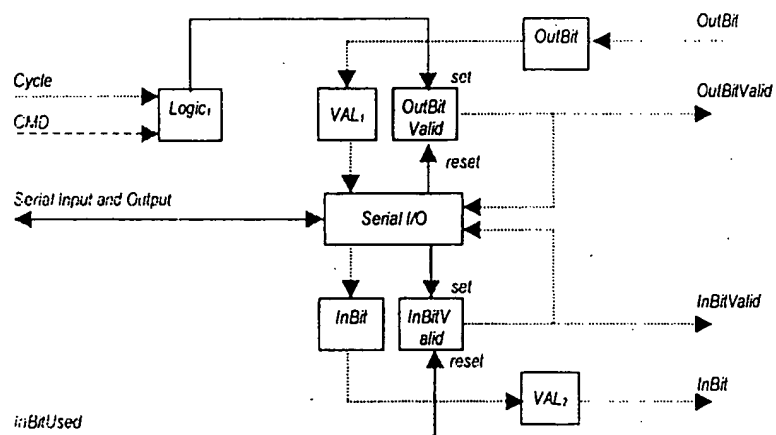 OutBit
OutBit
Cycle
set
OutBitValid
Logic₁
VAL₁
OutBit
Valid
CMD
reset
Serial Input and Output
Serial I/O
set
InBit
InBitV
alid
InBitValid
reset
InBit
VAL₂
InBitUsed